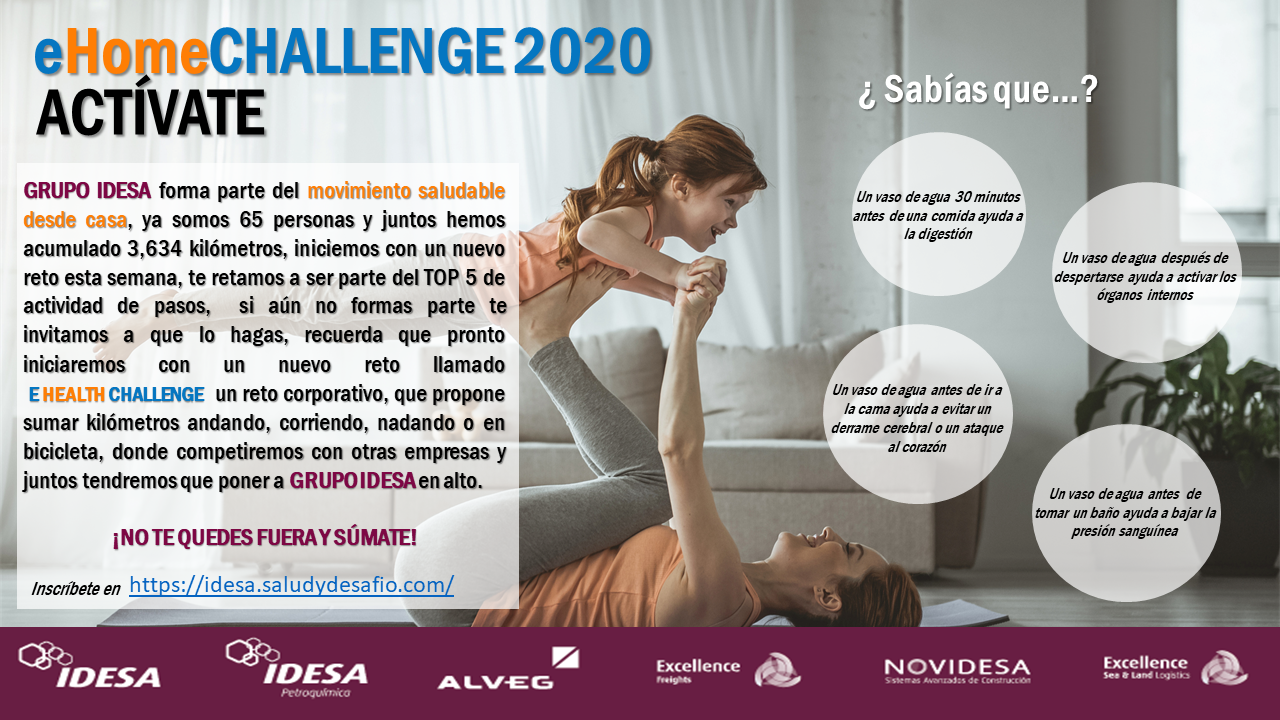 eHomeCHALLENGE 2020
ACTÍVATE
GRUPO IDESA forma parte del movimiento saludable
desde casa, ya somos 65 personas y juntos hemos
acumulado 3,634 kilómetros, iniciemos con un nuevo
reto esta semana, te retamos a ser parte del TOP 5 de
actividad de pasos, si aún no formas parte te
invitamos a que lo hagas, recuerda que pronto
iniciaremos con un nuevo reto llamado
E HEALTH CHALLENGE un reto corporativo, que propone
sumar kilómetros andando, corriendo, nadando o en
bicicleta, donde competiremos con otras empresas y
juntos tendremos que poner a GRUPO IDESA en alto.
¡NO TE QUEDES FUERA Y SÚMATE!
Inscríbete en https://idesa.saludydesafio.com/
¿ Sabías que...?
Un vaso de agua 30 minutos
antes de una comida ayuda a
la digestión
Un vaso de agua después de
despertarse ayuda a activar los
órganos internos
Un vaso de agua antes de ir a
la cama ayuda a evitar un
derrame cerebral o un ataque
al corazón
Un vaso de agua antes de
tomar un baño ayuda a bajar la
presión sanguínea
IDESA
IDESA
Petroquímica
ALVEG
Excellence
Freights
NOVIDESA
Sistemas Avanzados de Construcción
Excellence
Sea & Land Logistics